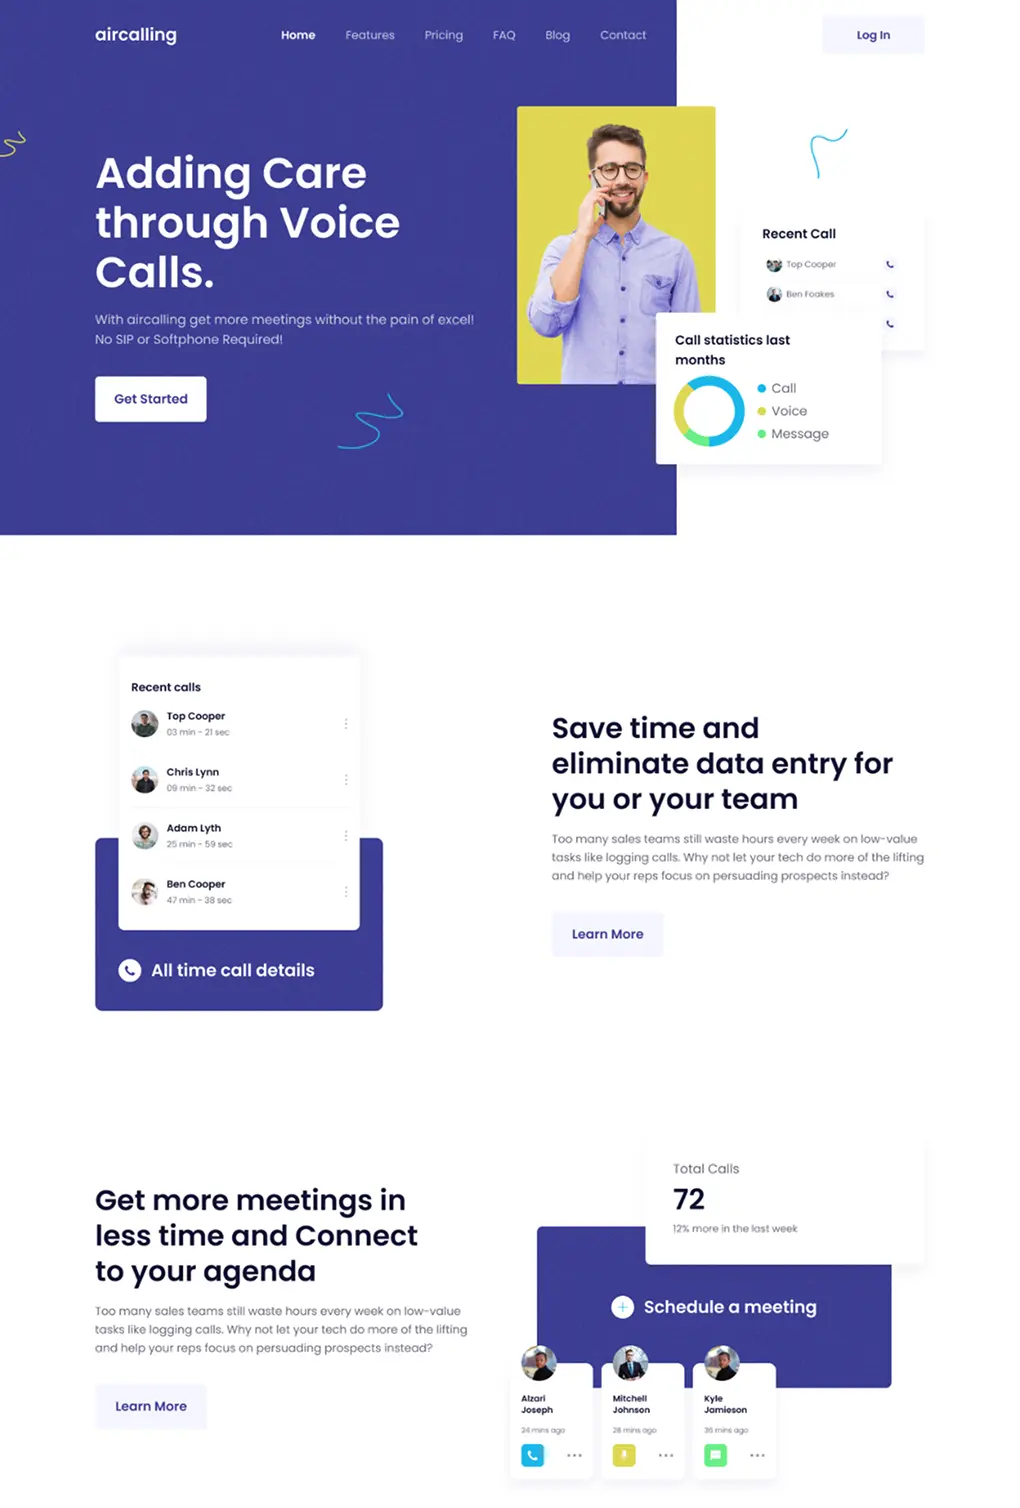 aircalling
Home
Features
Pricing
FAQ
Blog
Contact
Log In
Adding Care
through Voice
Calls.
With aircalling get more meetings without the pain of excel!
No SIP or Softphone Required!
Get Started
Recent Call
Top Cooper
Ben Foakes
Call statistics last
months
Call
Voice
Message
Recent calls
Top Cooper
03 min - 21 sec
Chris Lynn
09 min - 32 sec
Adam Lyth
25 min - 59 sec
Ben Cooper
47 min - 38 sec
All time call details
Save time and
eliminate data entry for
you or your team
Too many sales teams still waste hours every week on low-value
tasks like logging calls. Why not let your tech do more of the lifting
and help your reps focus on persuading prospects instead?
Learn More
Get more meetings in
less time and Connect
to your agenda
Too many sales teams still waste hours every week on low-value
tasks like logging calls. Why not let your tech do more of the lifting
and help your reps focus on persuading prospects instead?
Learn More
Total Calls
72
12% more in the last week
Schedule a meeting
Alzari
Joseph
24 mins ago
Mitchell
Johnson
28 mins ago
Kyle
Jamieson
36 mins ago